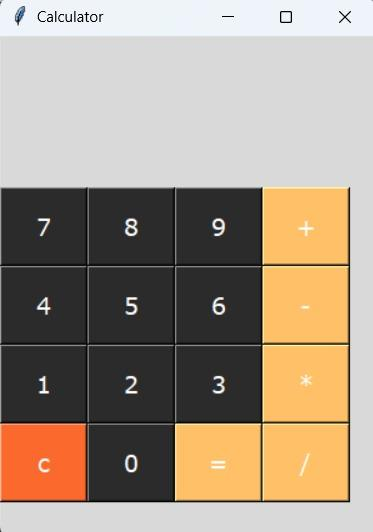 Calculator
7 8 9 +
4 5 6 -
1 2 3 *
c 0 = /